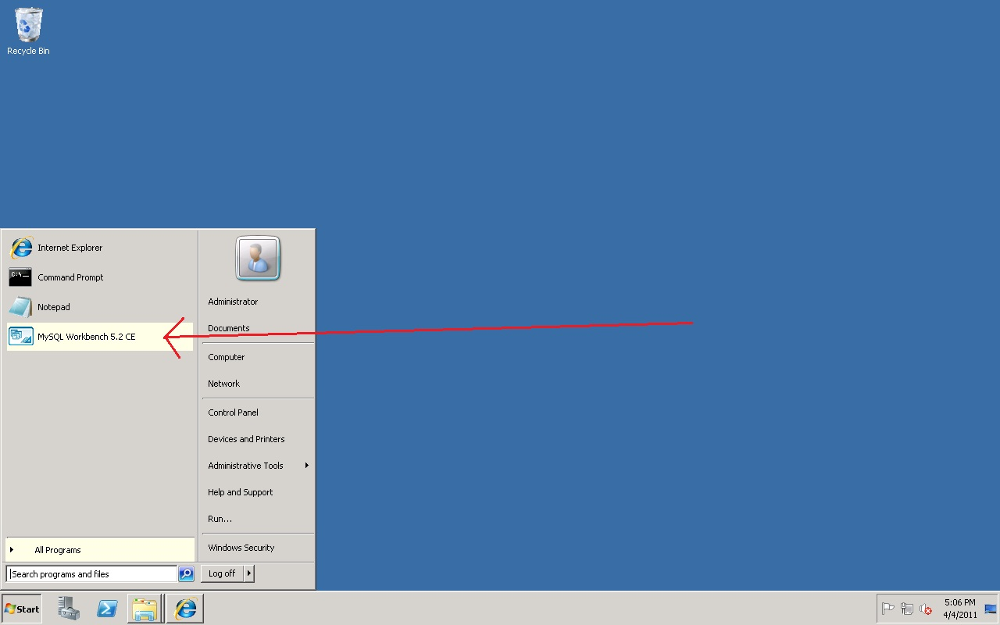 Recycle Bin
Internet Explorer
Command Prompt
Notepad
MySQL Workbench 5.2 CE
All Programs
Search programs and files
Administrator
Documents
Computer
Network
Control Panel
Devices and Printers
Administrative Tools
Help and Support
Run...
Windows Security
Log off
Start
5:06 PM
4/4/2011